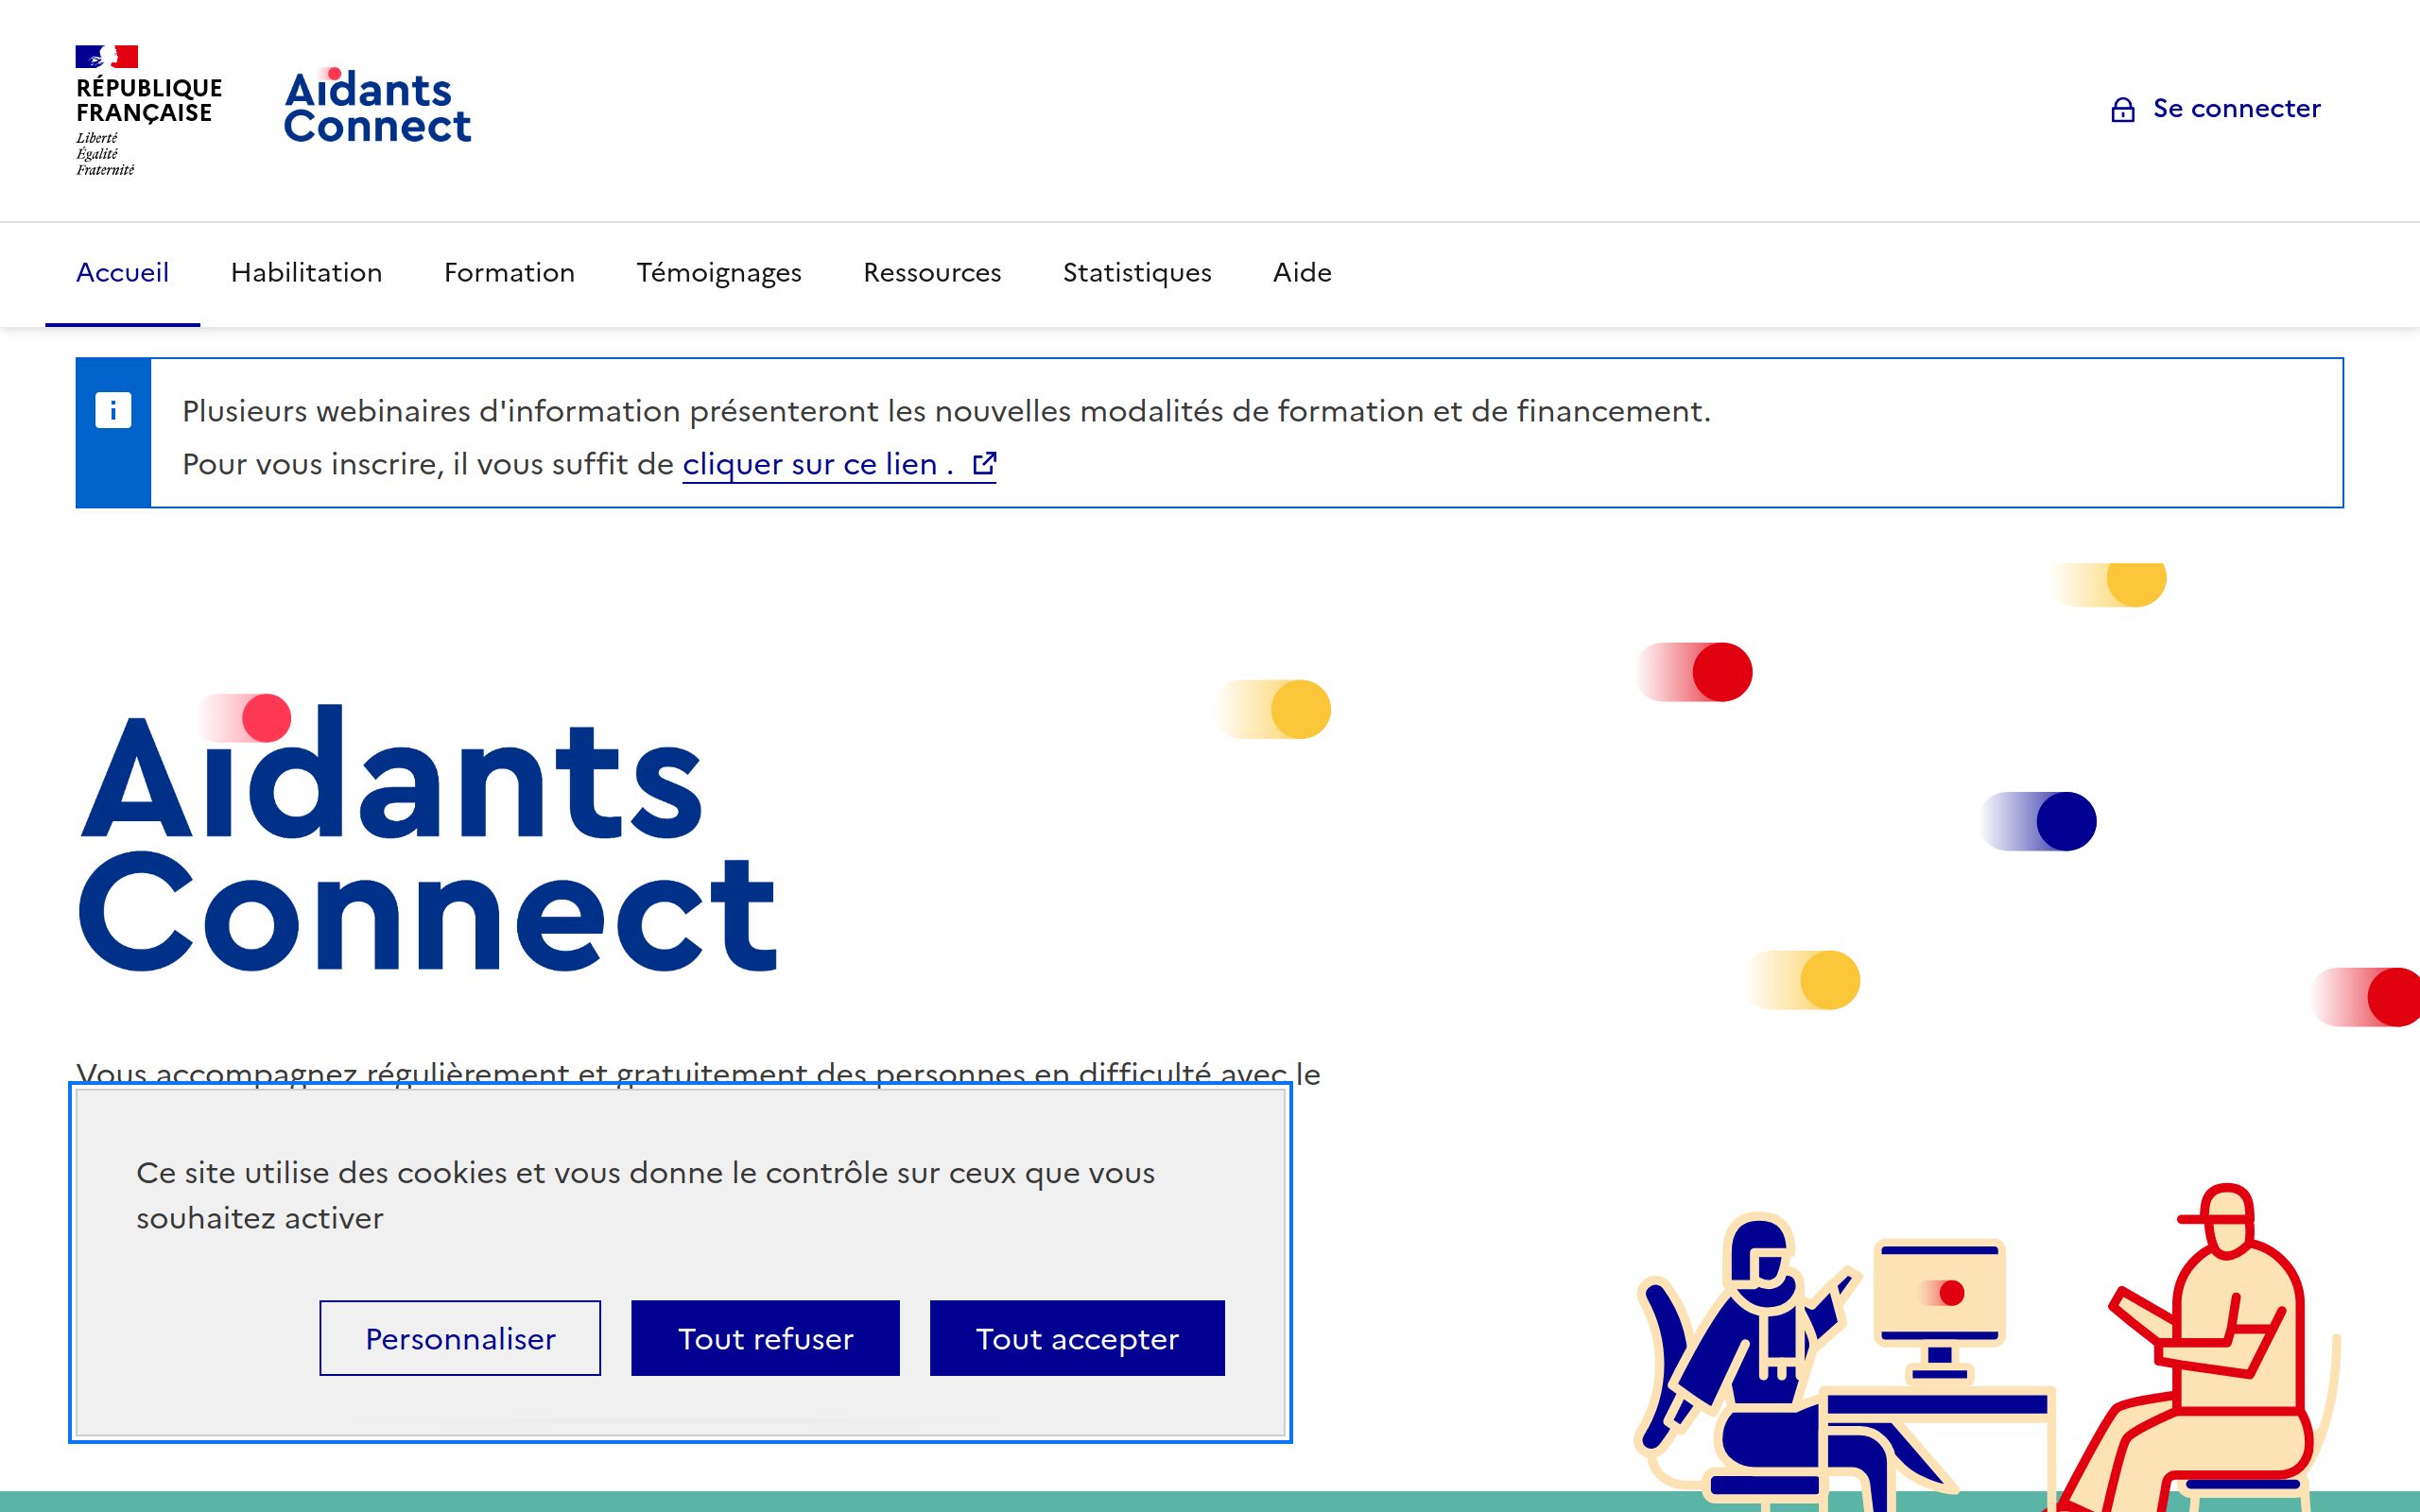 RÉPUBLIQUE
FRANÇAISE
Liberté
Égalité
Fraternité
Aidants
Connect
Se connecter
Accueil Habilitation Formation Témoignages Ressources Statistiques Aide
Plusieurs webinaires d'information présenteront les nouvelles modalités de formation et de financement.
Pour vous inscrire, il vous suffit de cliquer sur ce lien .
Aidants
Connect
Vous accompagnez régulièrement et gratuitement des personnes en difficulté avec le
Ce site utilise des cookies et vous donne le contrôle sur ceux que vous
souhaitez activer
Personnaliser Tout refuser Tout accepter